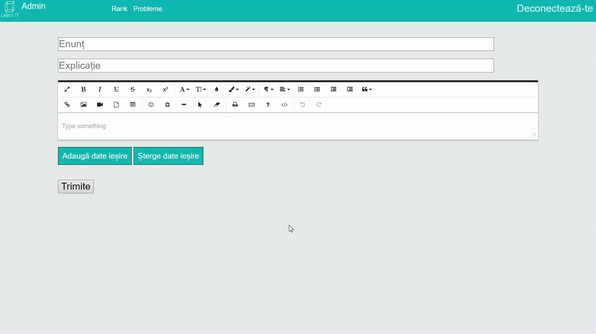 Learn IT
Admin
Rank Probleme
Deconectează-te
Enunț
Explicație
Type something
Adaugă date ieșire
Șterge date ieșire
Trimite